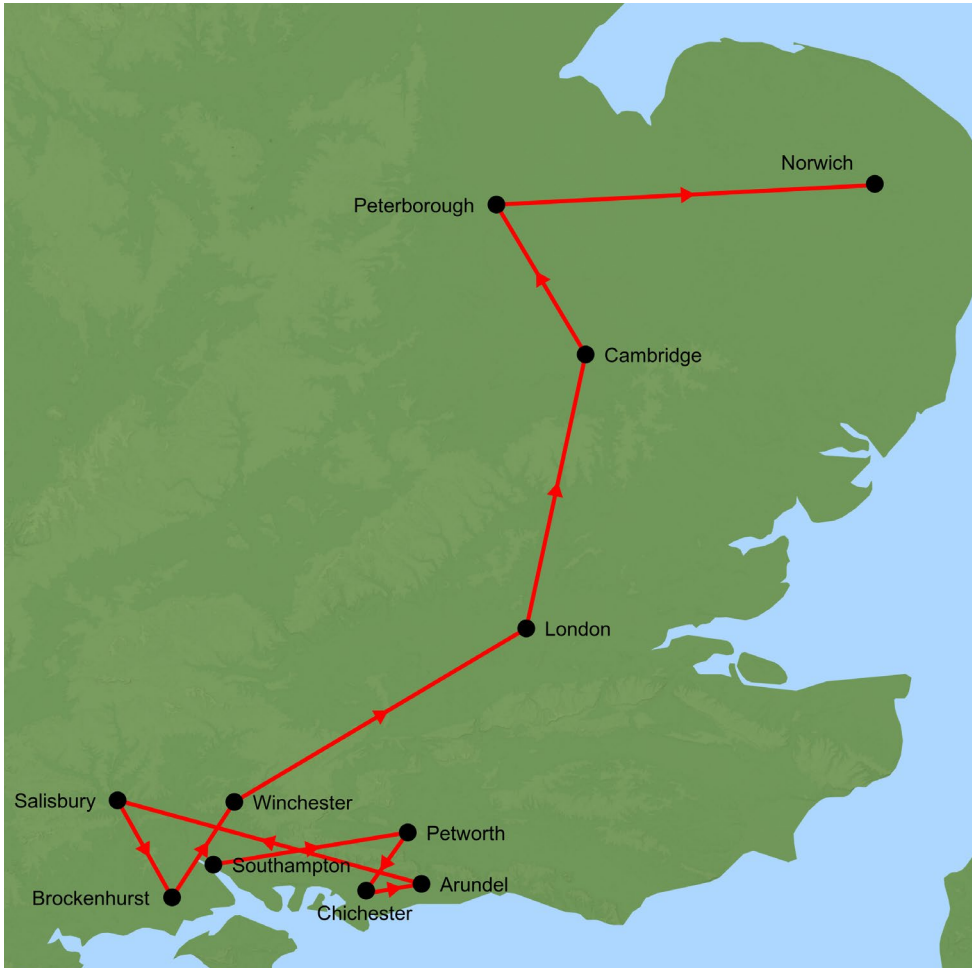 Norwich
Peterborough
Cambridge
London
Salisbury
Winchester
Petworth
Southampton
Arundel
Brockenhurst
Chichester